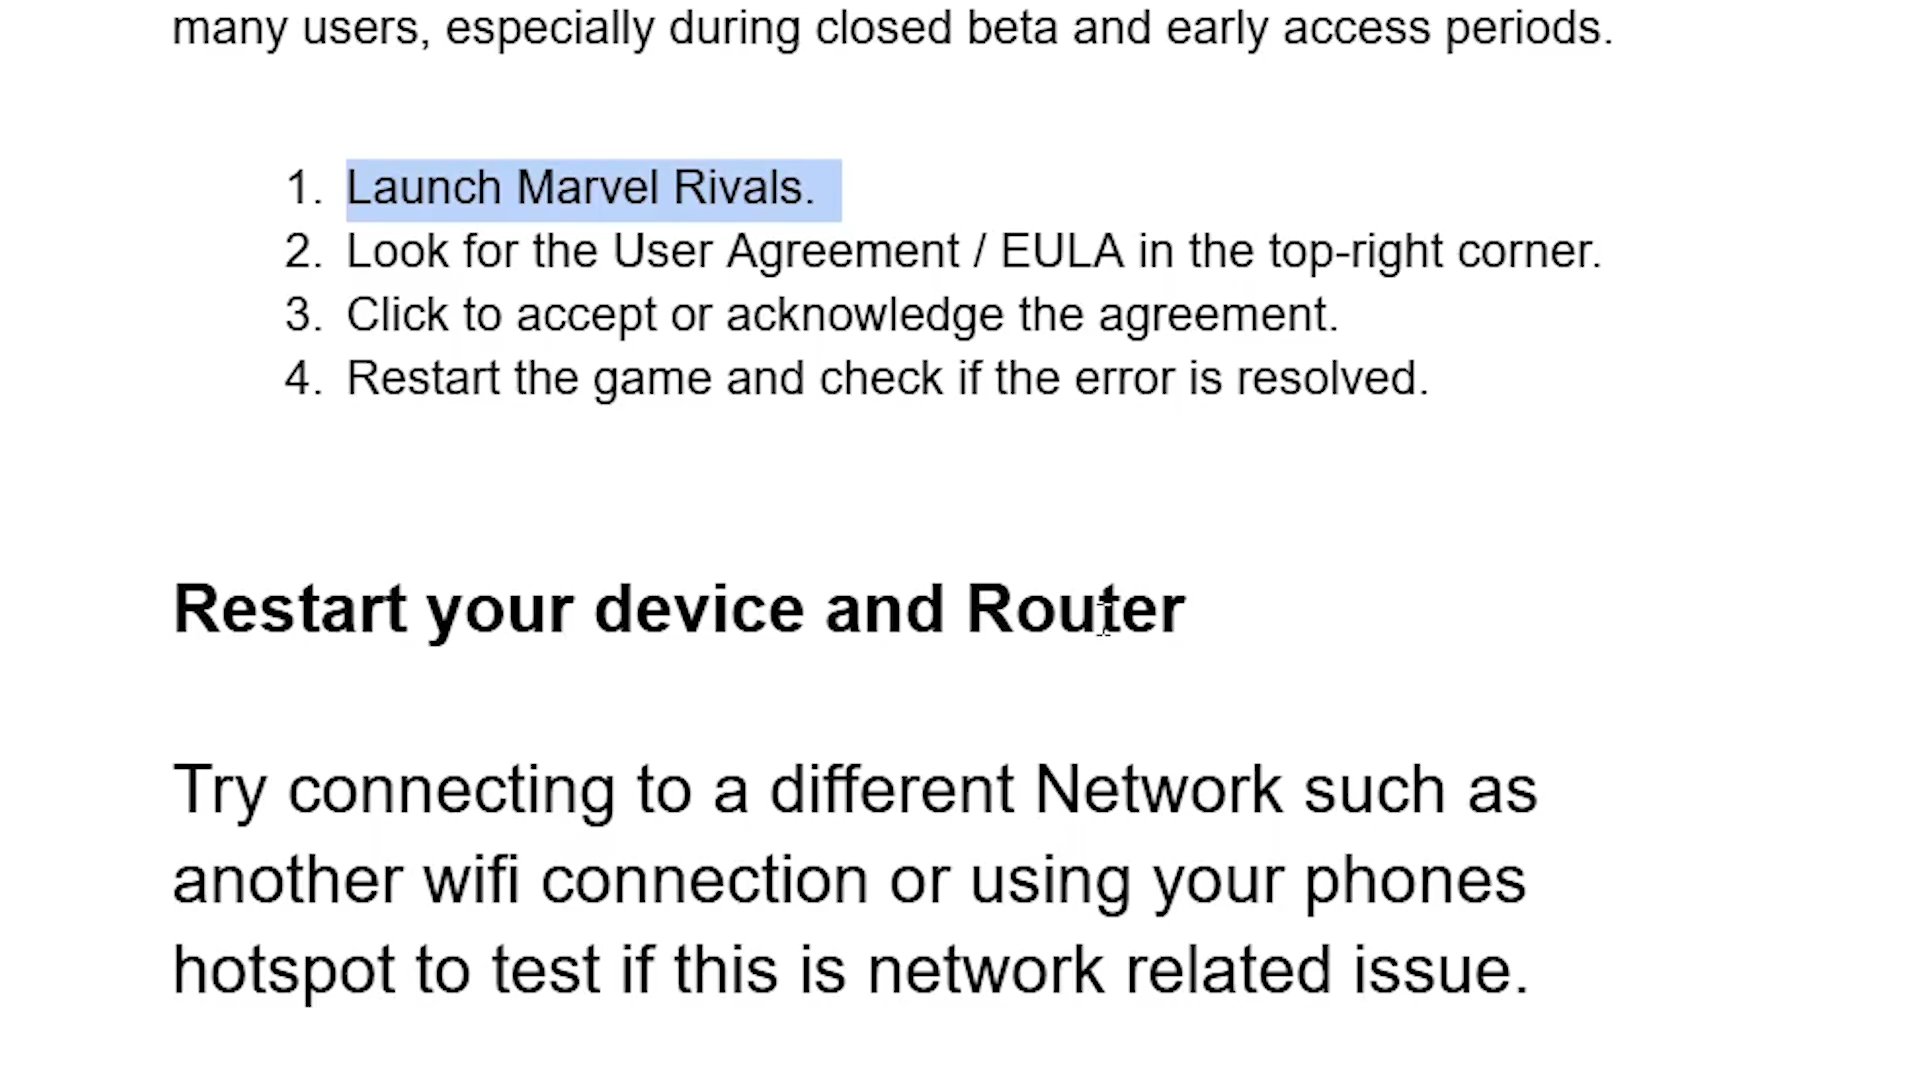 many users, especially during closed beta and early access periods.
1. Launch Marvel Rivals.
2. Look for the User Agreement / EULA in the top-right corner.
3. Click to accept or acknowledge the agreement.
4. Restart the game and check if the error is resolved.
Restart your device and Router
Try connecting to a different Network such as
another wifi connection or using your phones
hotspot to test if this is network related issue.